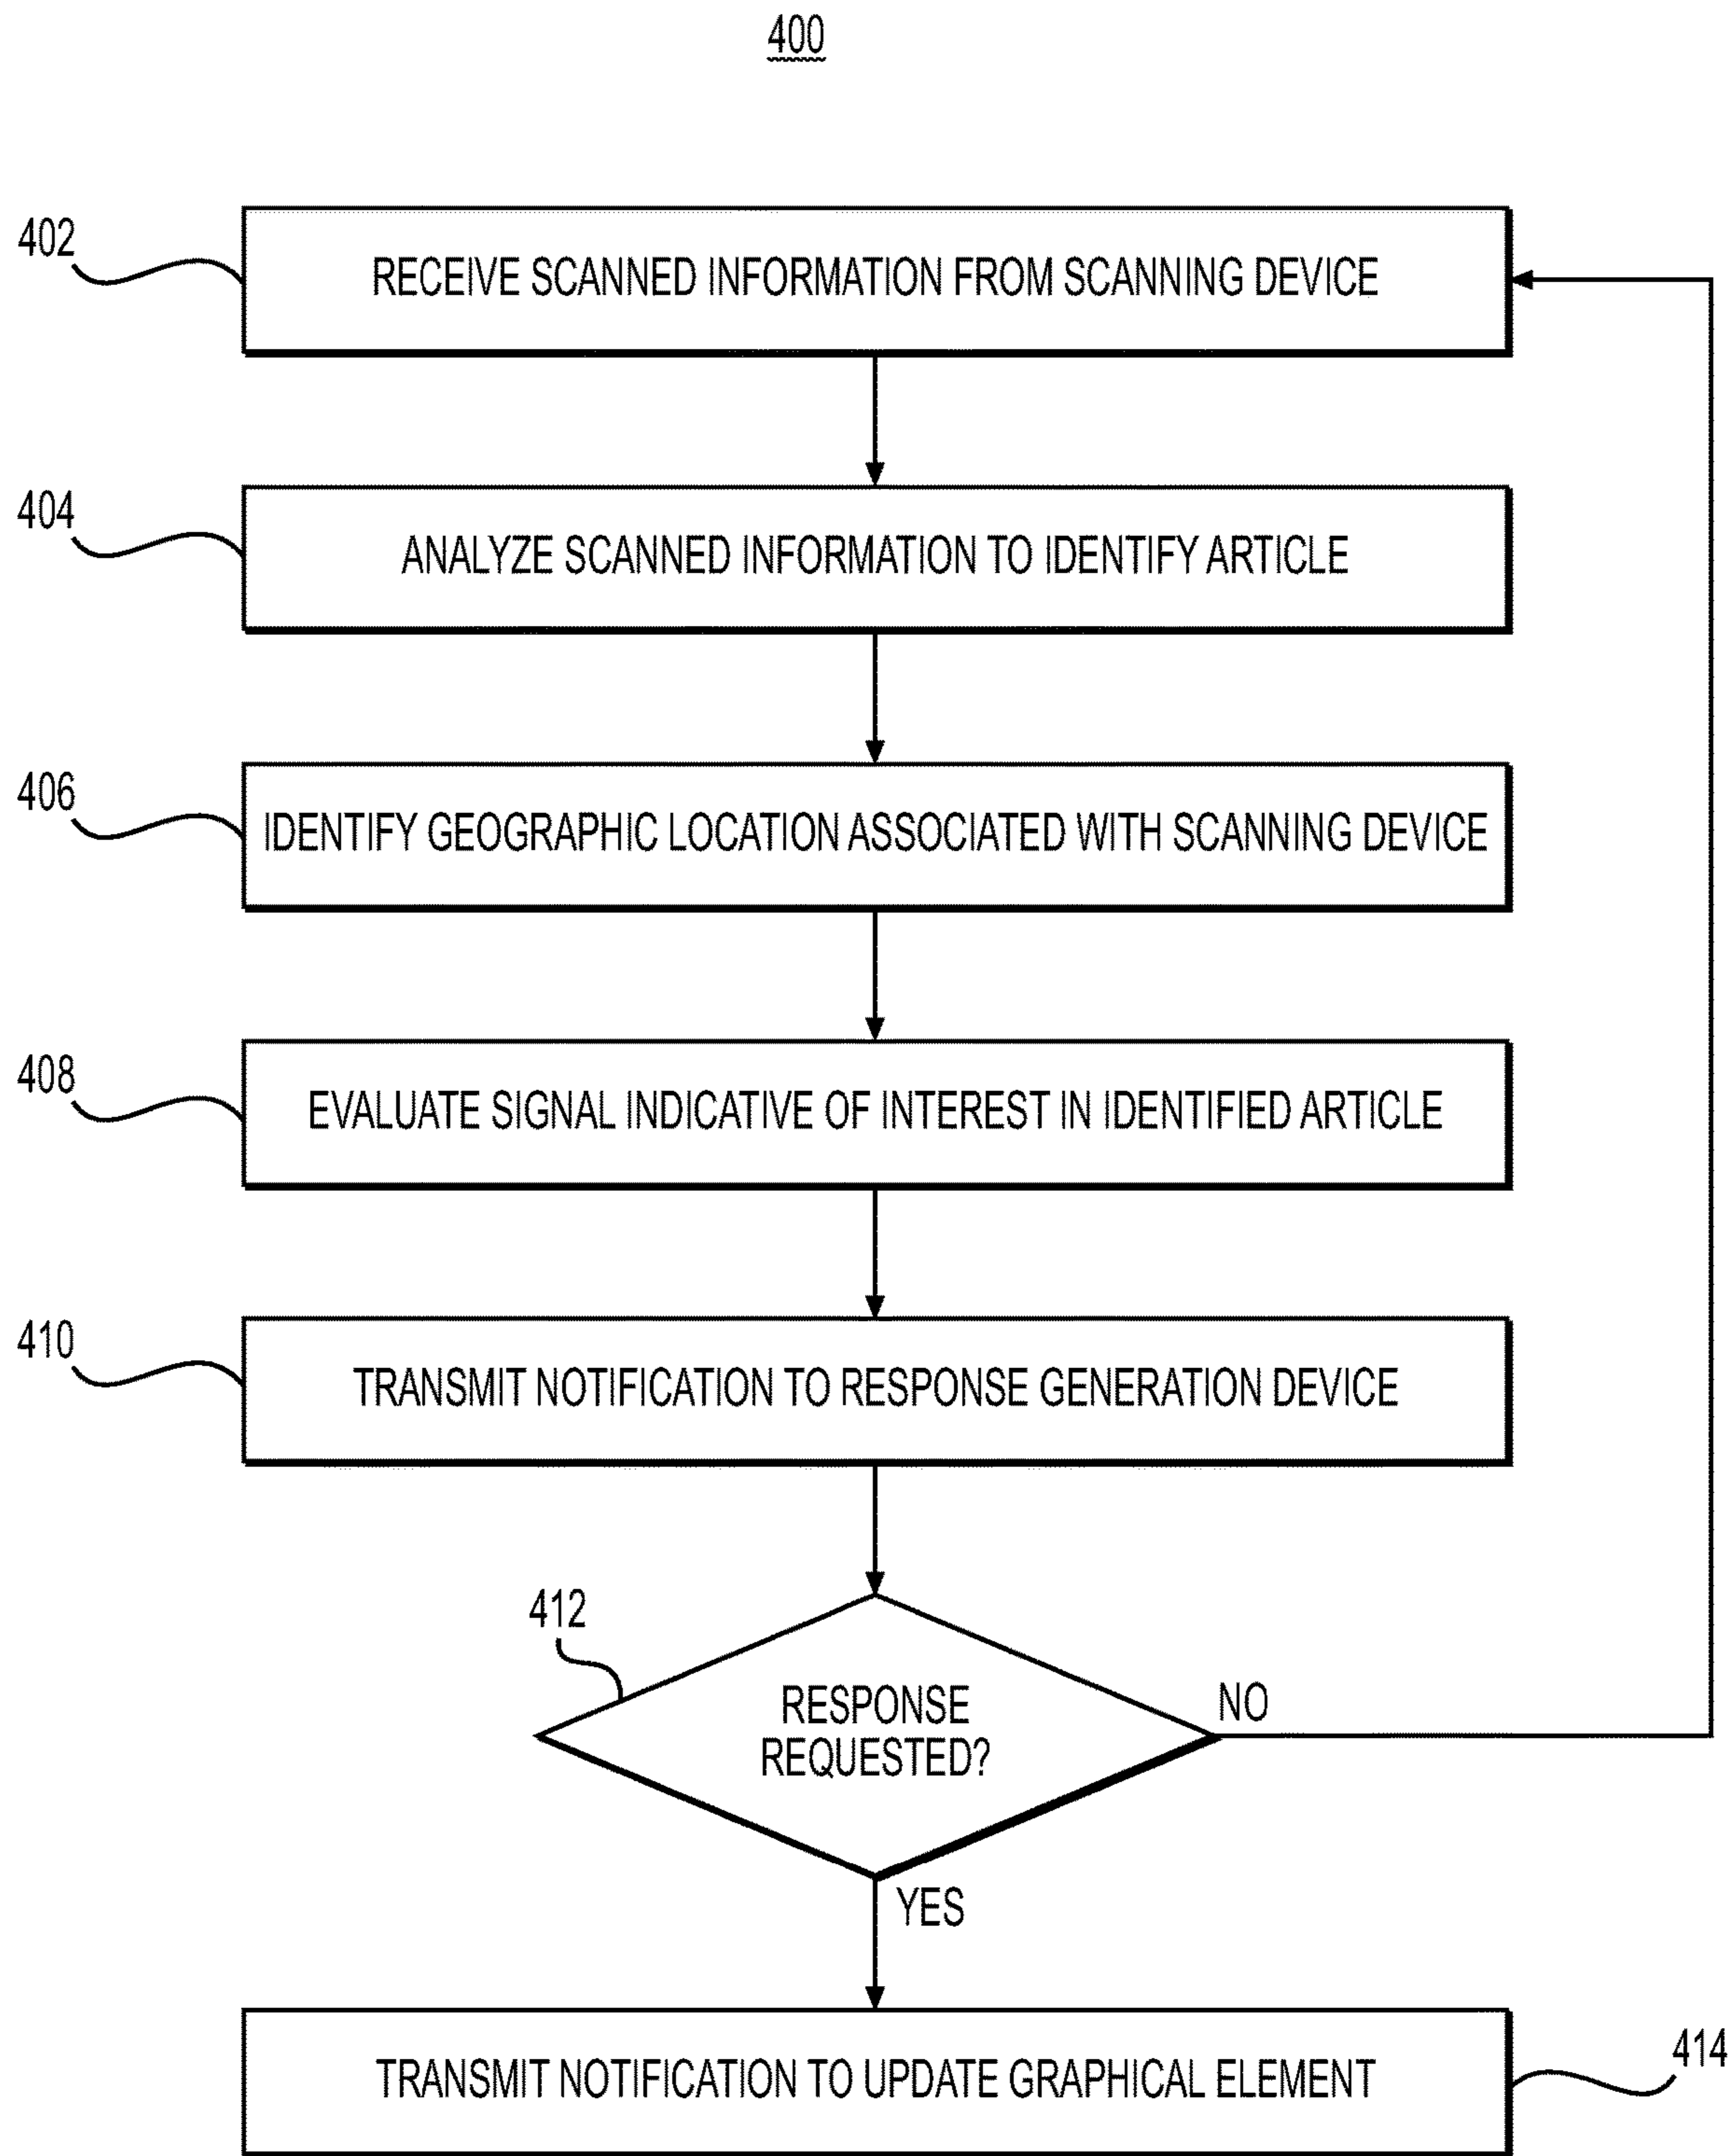 400
402
RECEIVE SCANNED INFORMATION FROM SCANNING DEVICE
404
ANALYZE SCANNED INFORMATION TO IDENTIFY ARTICLE
406
IDENTIFY GEOGRAPHIC LOCATION ASSOCIATED WITH SCANNING DEVICE
408
EVALUATE SIGNAL INDICATIVE OF INTEREST IN IDENTIFIED ARTICLE
410
TRANSMIT NOTIFICATION TO RESPONSE GENERATION DEVICE
412
RESPONSE
REQUESTED?
NO
YES
TRANSMIT NOTIFICATION TO UPDATE GRAPHICAL ELEMENT
414